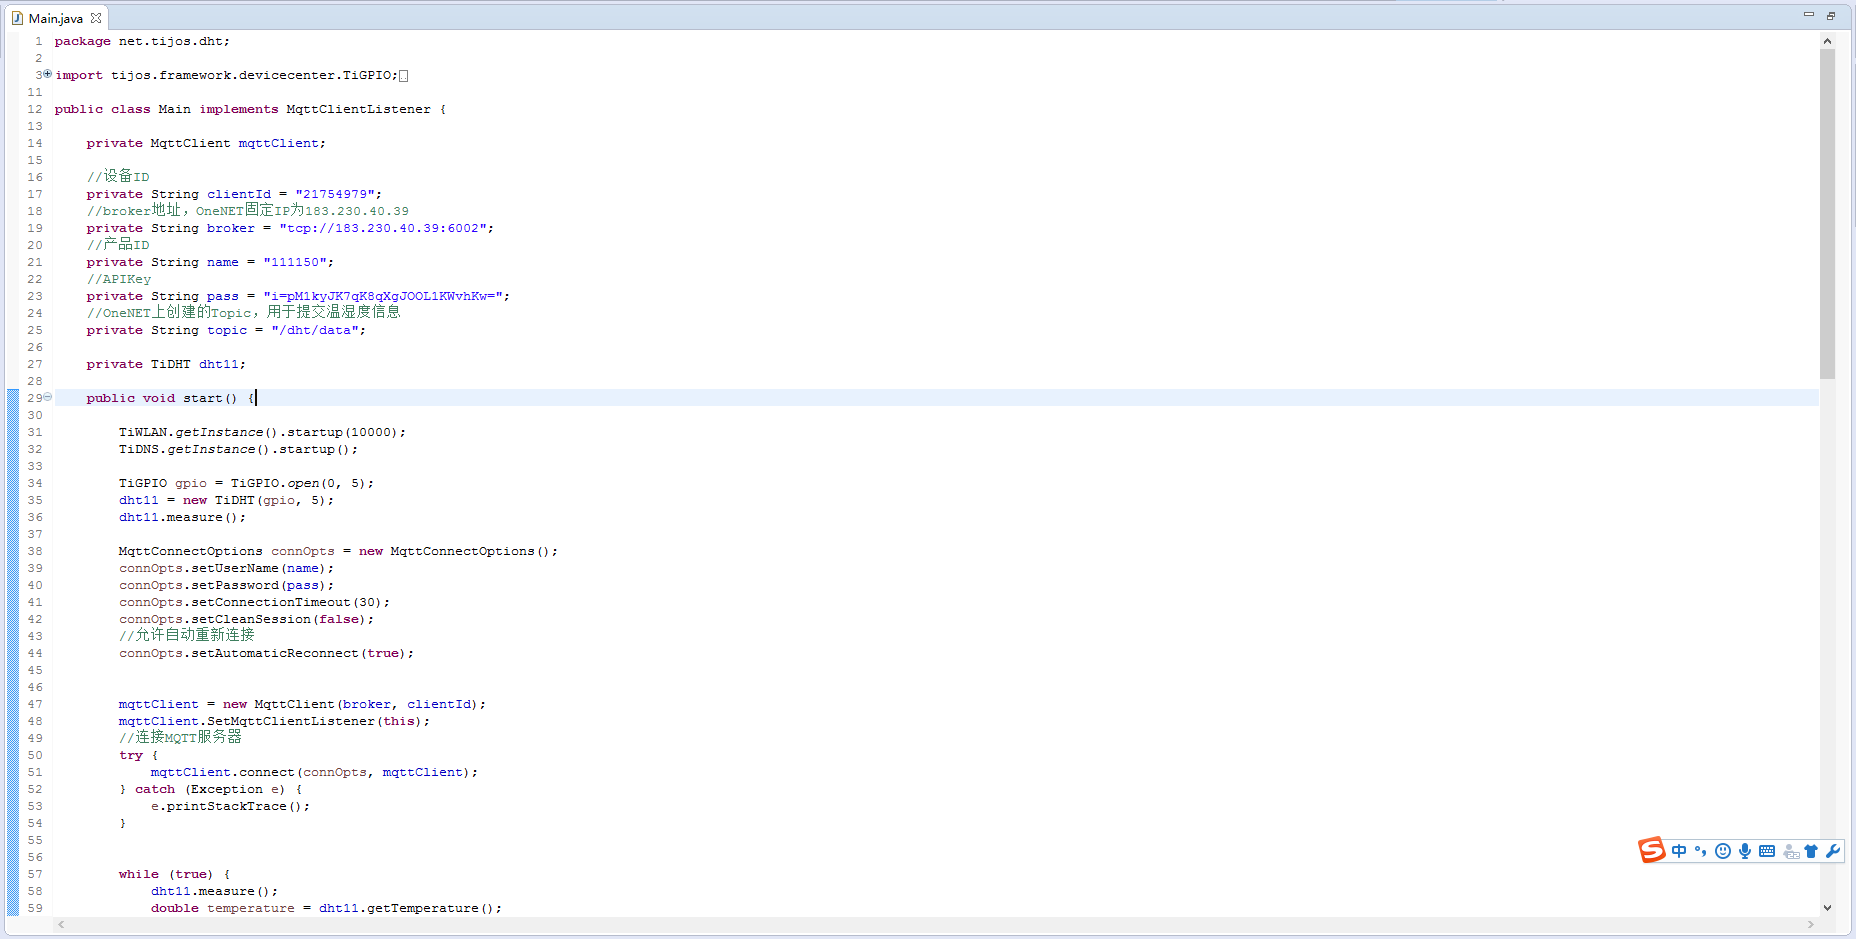 Main.java
1 package net.tijos.dht;
2
3 import tijos.framework.devicecenter.TiGPIO;
11
12 public class Main implements MqttClientListener {
13
14 private MqttClient mqttClient;
15
16 //设备ID
17 private String clientId = "21754979";
18 //broker地址，OneNET固定IP为183.230.40.39
19 private String broker = "tcp://183.230.40.39:6002";
20 //产品ID
21 private String name = "111150";
22 //APIKey
23 private String pass = "i=pM1kyJK7qK8qXgJOOL1KWvhKw=";
24 //OneNET上创建的Topic，用于提交温湿度信息
25 private String topic = "/dht/data";
26
27 private TiDHT dht11;
28
29 public void start() {
30
31 TiWLAN.getInstance().startup(10000);
32 TiDNS.getInstance().startup();
33
34 TiGPIO gpio = TiGPIO.open(0, 5);
35 dht11 = new TiDHT(gpio, 5);
36 dht11.measure();
37
38 MqttConnectOptions connOpts = new MqttConnectOptions();
39 connOpts.setUserName(name);
40 connOpts.setPassword(pass);
41 connOpts.setConnectionTimeout(30);
42 connOpts.setCleanSession(false);
43 //允许自动重新连接
44 connOpts.setAutomaticReconnect(true);
45
46
47 mqttClient = new MqttClient(broker, clientId);
48 mqttClient.SetMqttClientListener(this);
49 //连接MQTT服务器
50 try {
51 mqttClient.connect(connOpts, mqttClient);
52 } catch (Exception e) {
53 e.printStackTrace();
54 }
55
56
57 while (true) {
58 dht11.measure();
59 double temperature = dht11.getTemperature();
中